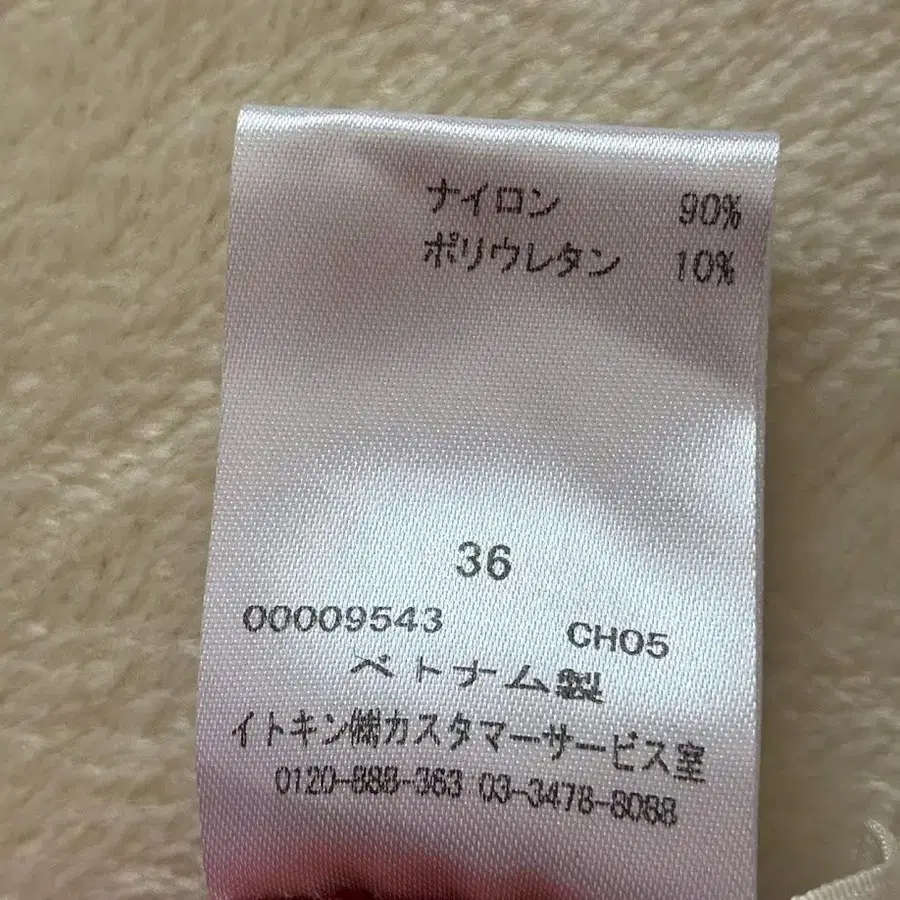 ナイロン 90%
ポリウレタン 10%
36
00009543 CH05
ベトナム製
イトキン㈱カスタマーサービス室
0120-888-363 03-3478-8088